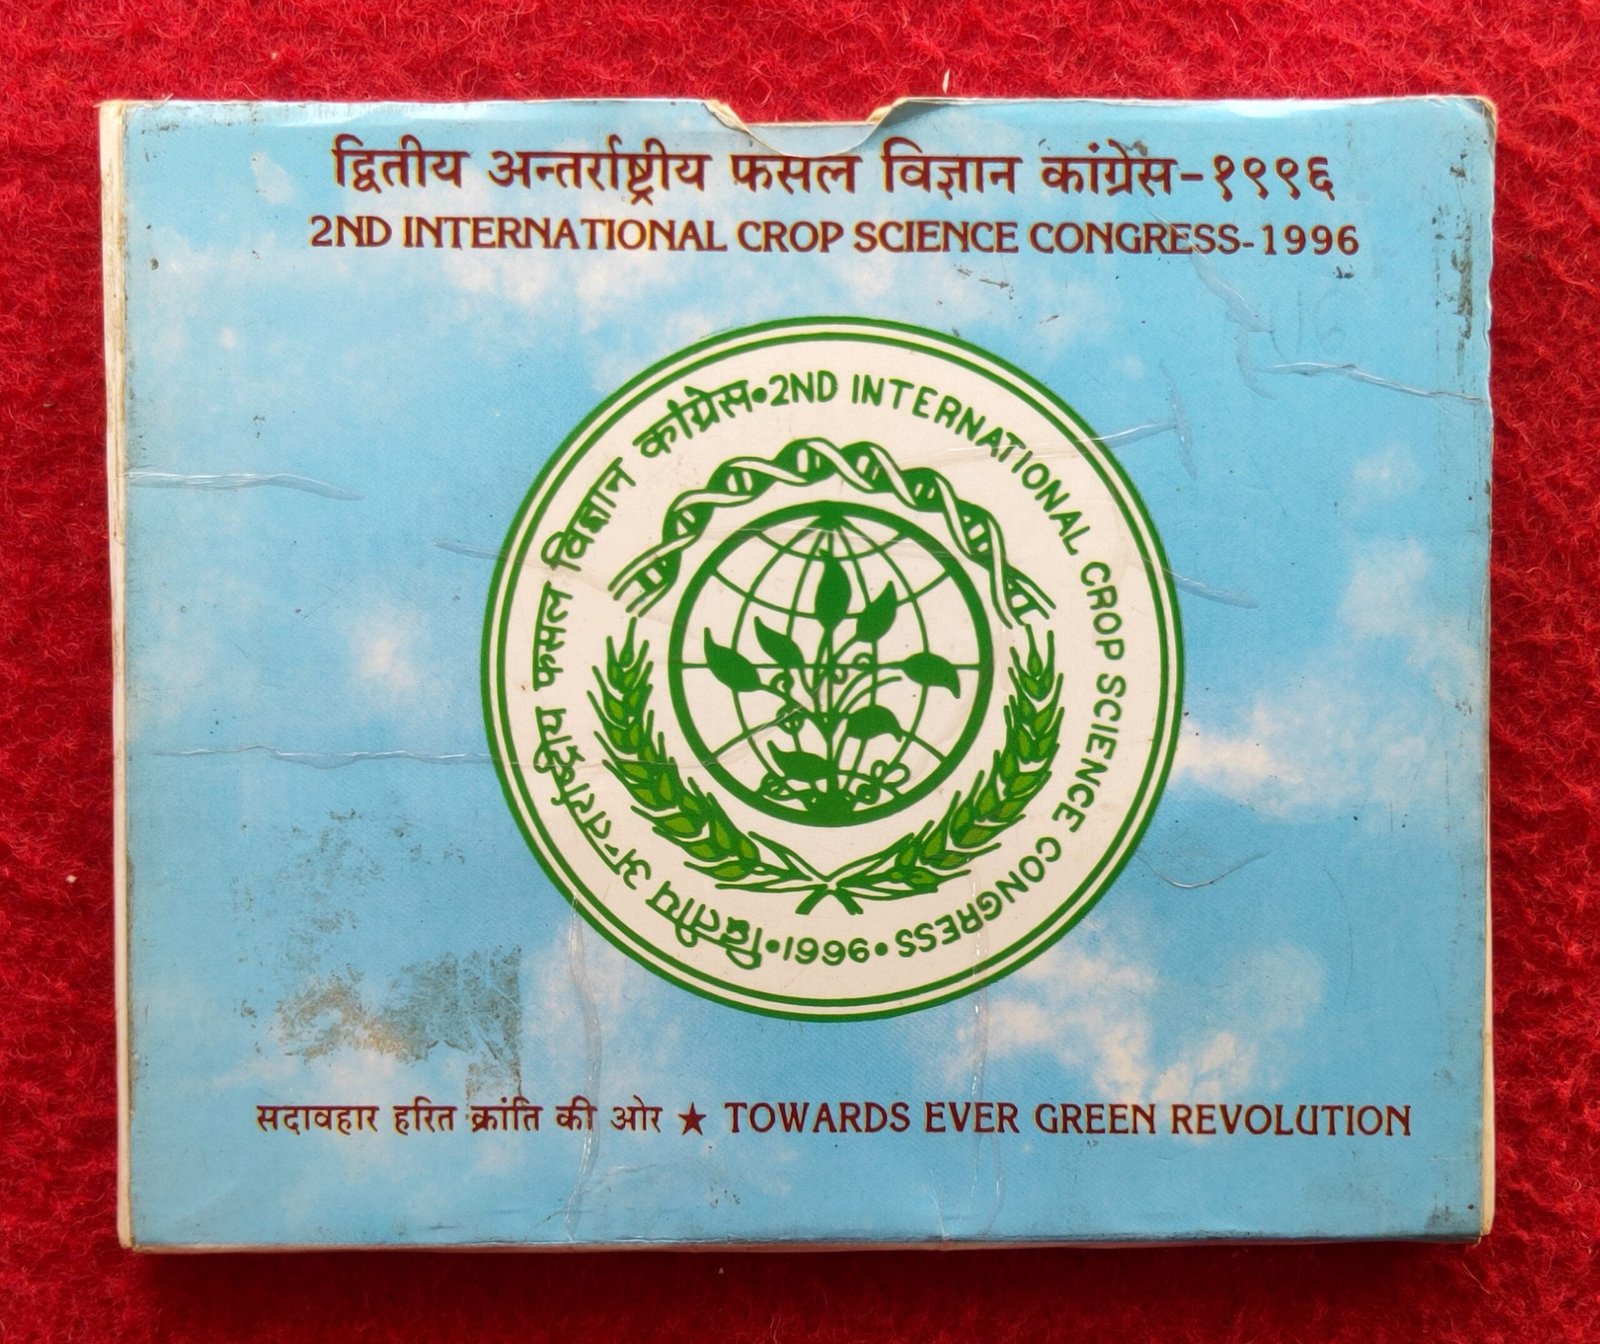 द्वितीय अन्तर्राष्ट्रीय फसल विज्ञान कांग्रेस-१९९६
2ND INTERNATIONAL CROP SCIENCE CONGRESS-1996
द्वितीय अन्तर्राष्ट्रीय फसल विज्ञान कांग्रेस • 2ND INTERNATIONAL CROP SCIENCE CONGRESS • 1996 •
सदावहार हरित क्रांति की ओर ★ TOWARDS EVER GREEN REVOLUTION